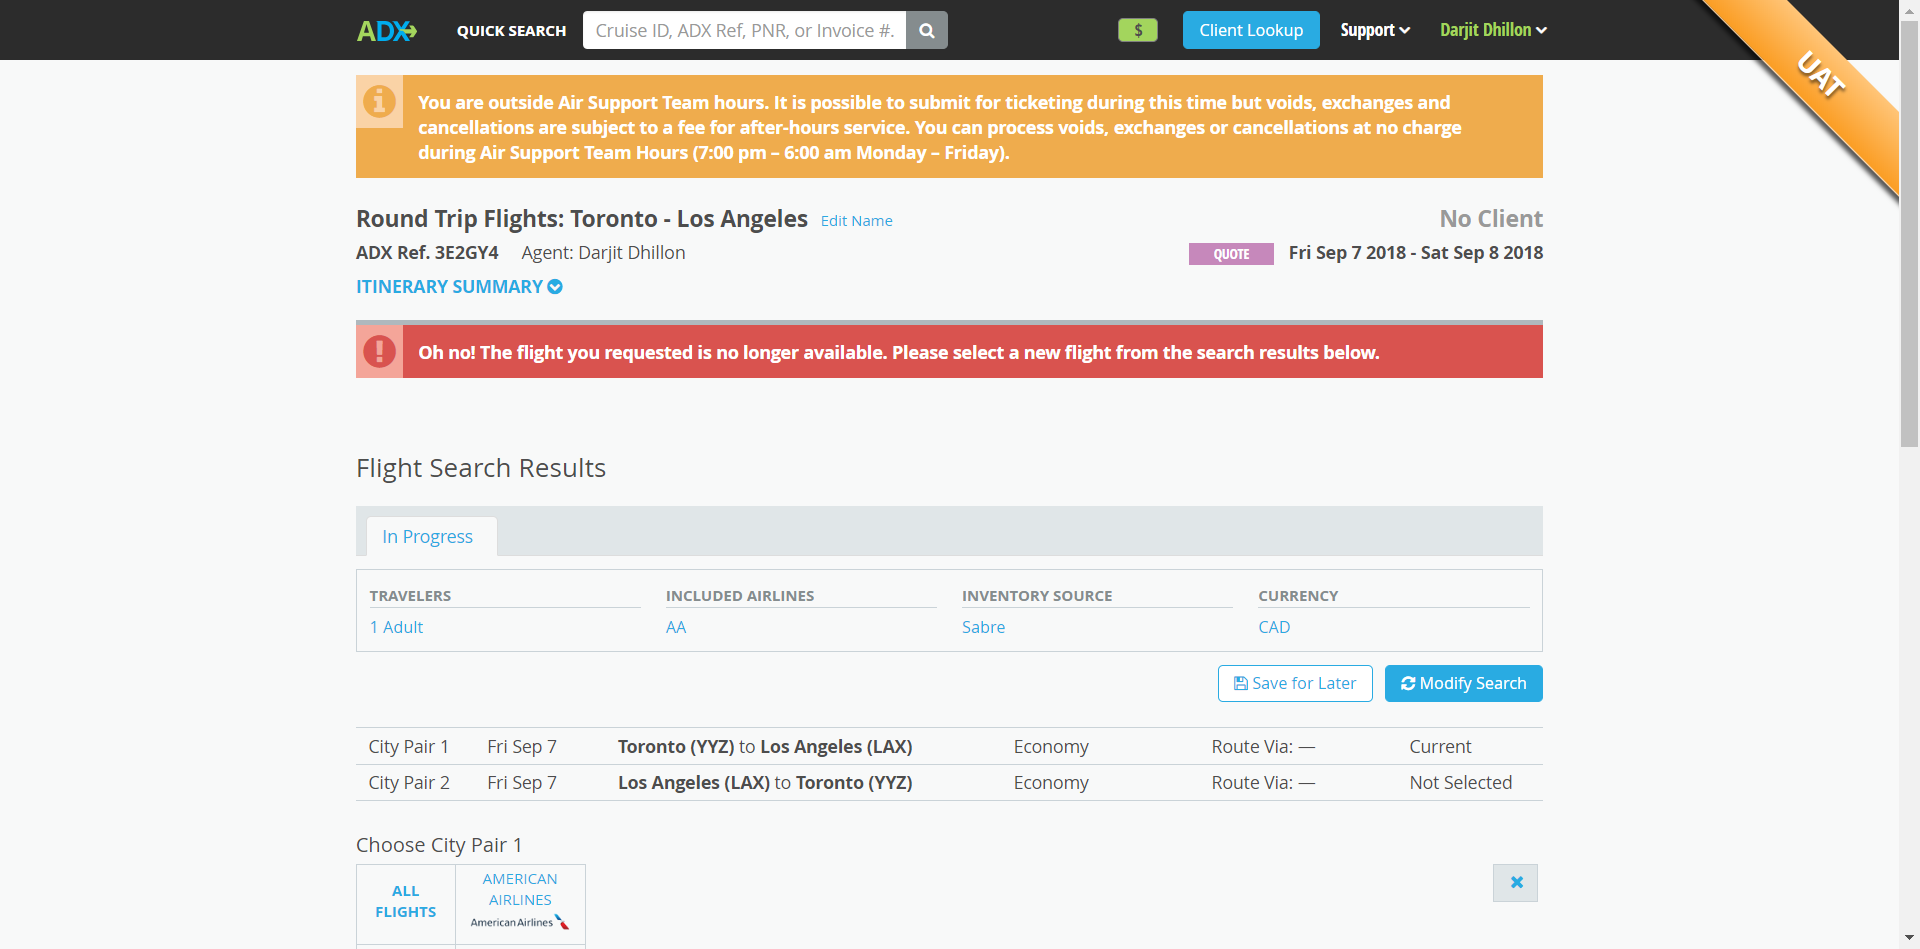 ADX QUICK SEARCH Cruise ID, ADX Ref, PNR, or Invoice #. $ Client Lookup Support Darjit Dhillon
UAT
You are outside Air Support Team hours. It is possible to submit for ticketing during this time but voids, exchanges and
cancellations are subject to a fee for after-hours service. You can process voids, exchanges or cancellations at no charge
during Air Support Team Hours (7:00 pm – 6:00 am Monday – Friday).
Round Trip Flights: Toronto - Los Angeles Edit Name No Client
ADX Ref. 3E2GY4 Agent: Darjit Dhillon QUOTE Fri Sep 7 2018 - Sat Sep 8 2018
ITINERARY SUMMARY
Oh no! The flight you requested is no longer available. Please select a new flight from the search results below.
Flight Search Results
In Progress
TRAVELERS INCLUDED AIRLINES INVENTORY SOURCE CURRENCY
1 Adult AA Sabre CAD
Save for Later Modify Search
City Pair 1 Fri Sep 7 Toronto (YYZ) to Los Angeles (LAX) Economy Route Via: — Current
City Pair 2 Fri Sep 7 Los Angeles (LAX) to Toronto (YYZ) Economy Route Via: — Not Selected
Choose City Pair 1
ALL
FLIGHTS
AMERICAN
AIRLINES
American Airlines